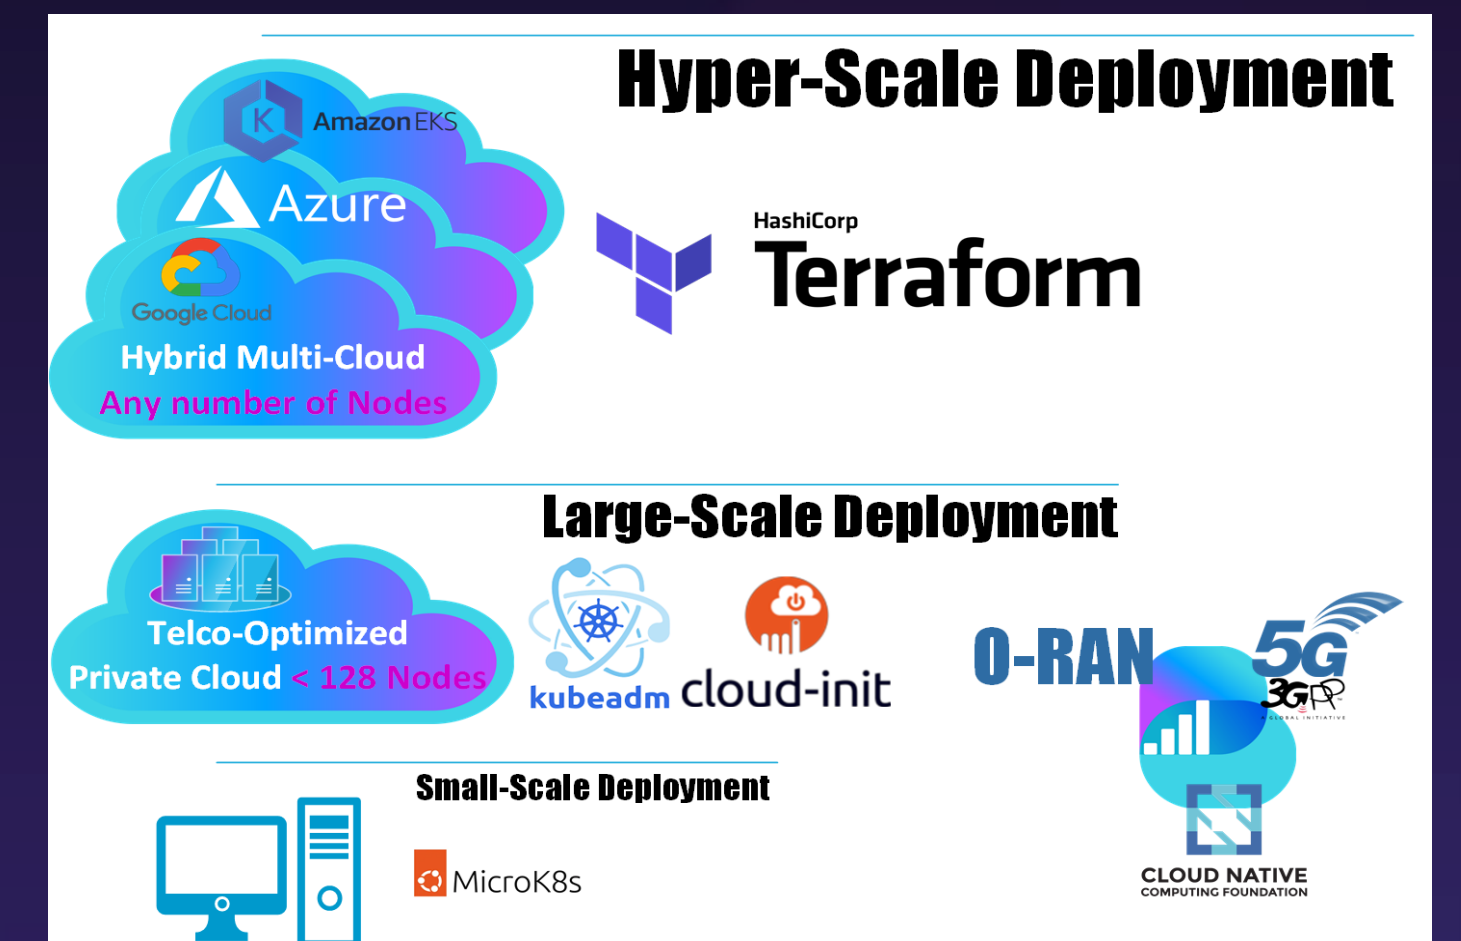 Hyper-Scale Deployment
K
Amazon EKS
Azure
Google Cloud
Hybrid Multi-Cloud
Any number of Nodes
HashiCorp
Terraform
Large-Scale Deployment
Telco-Optimized
Private Cloud < 128 Nodes
kubeadm
cloud-init
O-RAN
5G
3GPP
A GLOBAL INITIATIVE
Small-Scale Deployment
MicroK8s
CLOUD NATIVE
COMPUTING FOUNDATION